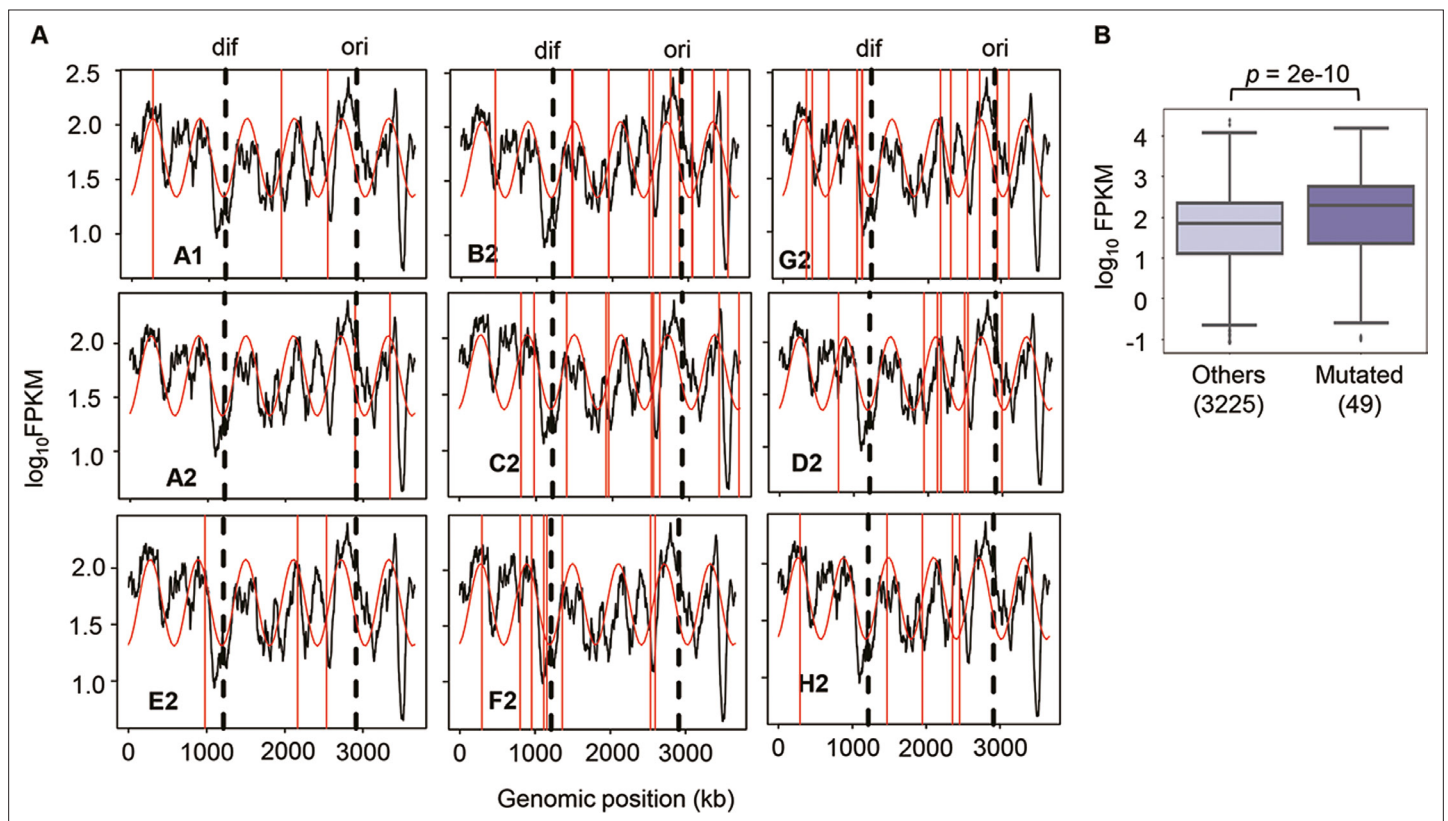 A
B
dif ori dif ori dif ori
p = 2e-10
2.5
2.0
1.5
1.0
A1
B2
G2
log10 FPKM
4
3
2
1
0
-1
Others
(3225)
Mutated
(49)
log10FPKM
2.0
1.5
1.0
A2
C2
D2
2.0
1.5
1.0
E2
F2
H2
0 1000 2000 3000 0 1000 2000 3000 0 1000 2000 3000
Genomic position (kb)